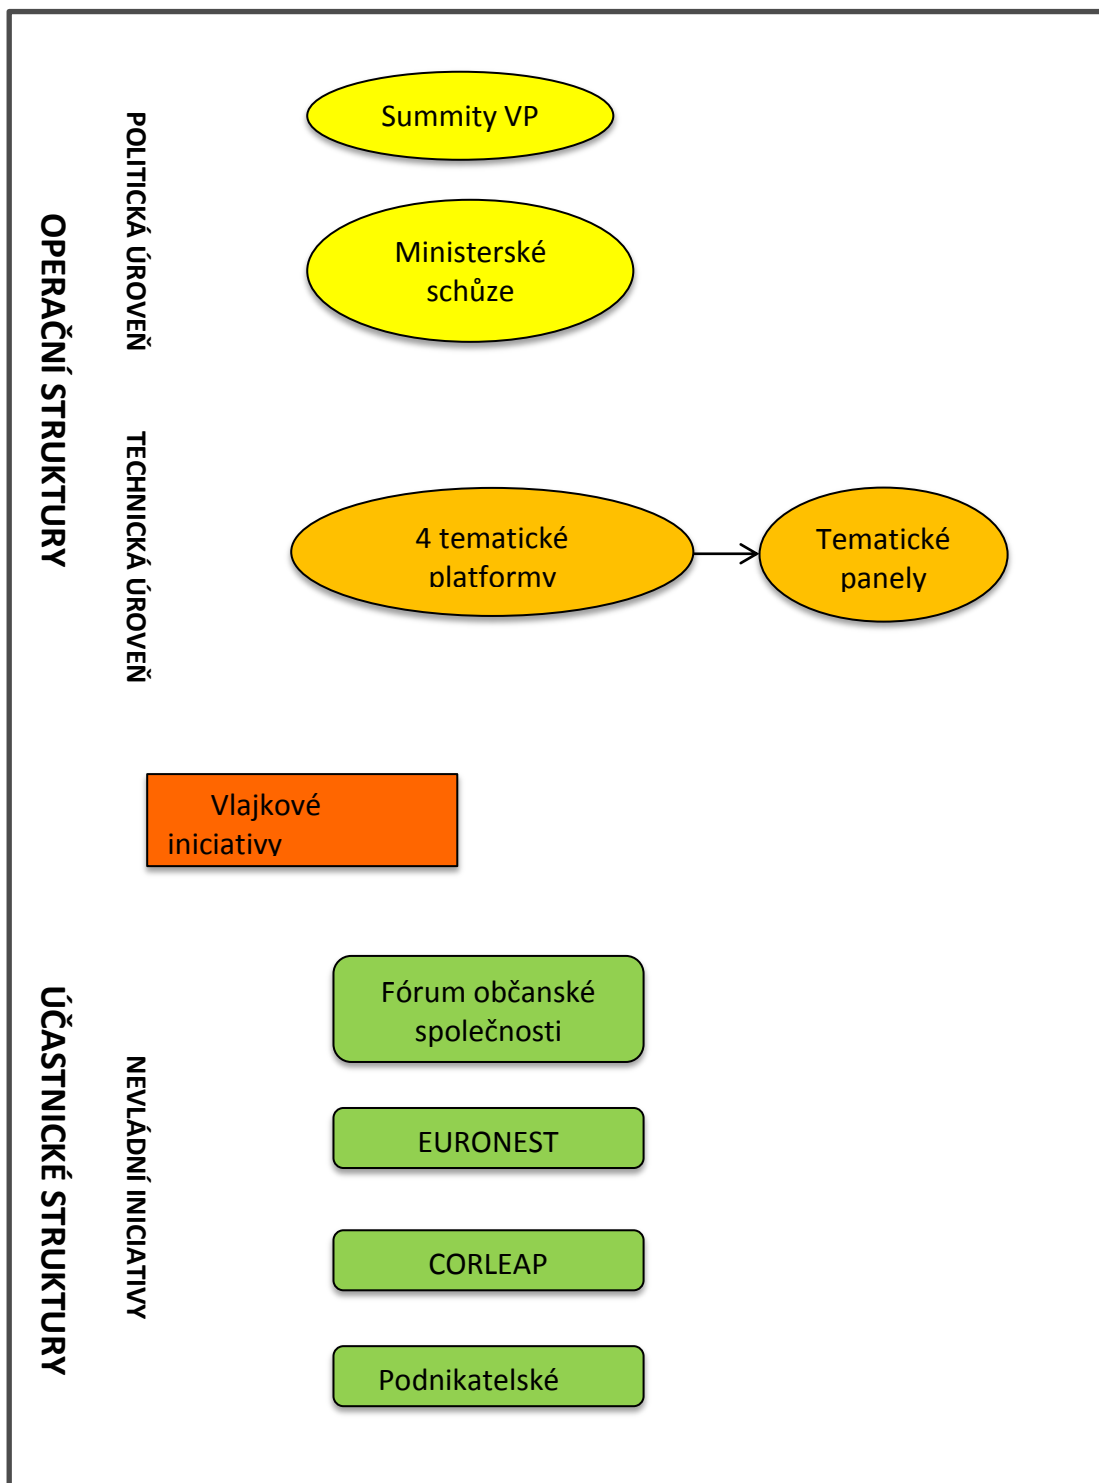 OPERAČNÍ STRUKTURY
POLITICKÁ ÚROVEŇ
Summity VP
Ministerské
schůze
TECHNICKÁ ÚROVEŇ
4 tematické
platformy
Tematické
panely
Vlajkové
iniciativy
ÚČASTNICKÉ STRUKTURY
NEVLÁDNÍ INICIATIVY
Fórum občanské
společnosti
EURONEST
CORLEAP
Podnikatelské